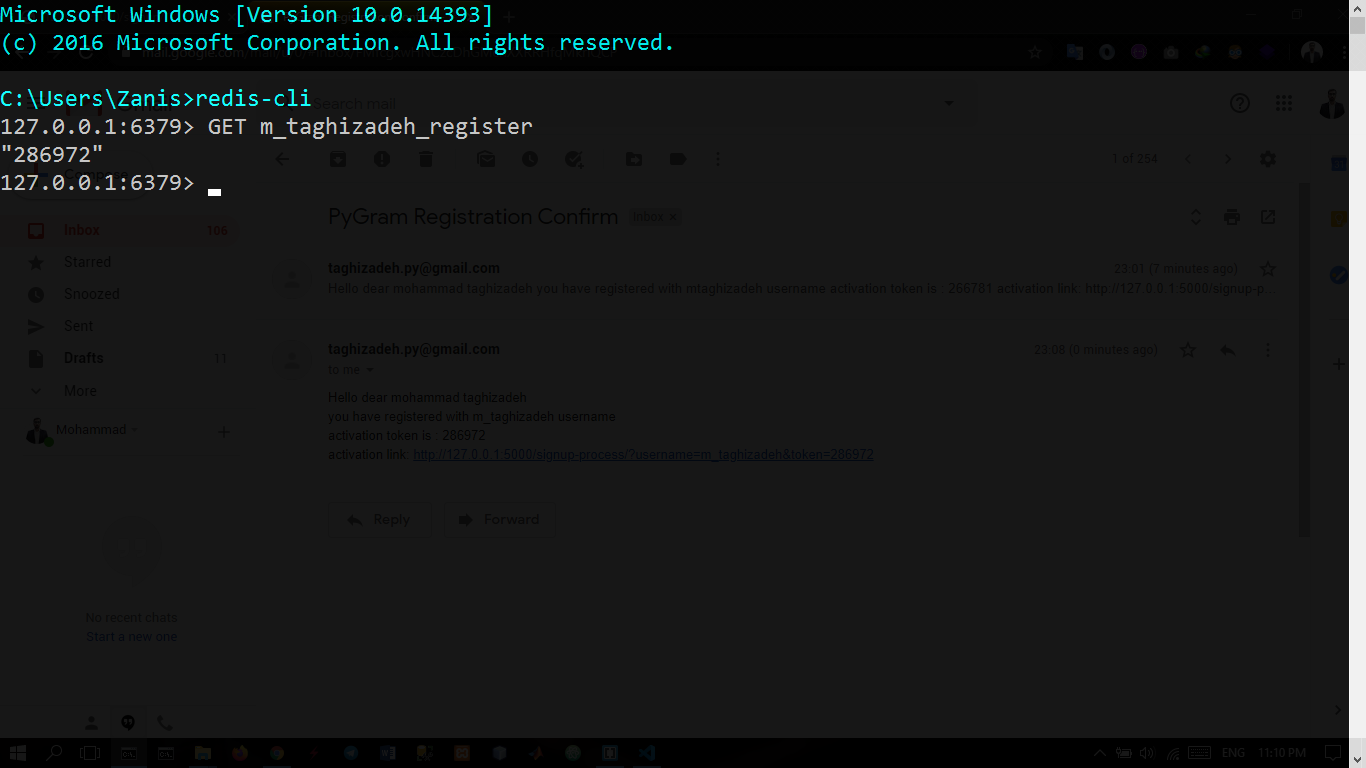 Microsoft Windows [Version 10.0.14393]
(c) 2016 Microsoft Corporation. All rights reserved.
C:\Users\Zanis>redis-cli
127.0.0.1:6379> GET m_taghizadeh_register
"286972"
127.0.0.1:6379>
Search mail
Compose
1 of 254
Inbox 106
Starred
Snoozed
Sent
Drafts 11
More
Mohammad
No recent chats
Start a new one
PyGram Registration Confirm Inbox ×
taghizadeh.py@gmail.com 23:01 (7 minutes ago)
Hello dear mohammad taghizadeh you have registered with mtaghizadeh username activation token is : 266781 activation link: http://127.0.0.1:5000/signup-p...
taghizadeh.py@gmail.com 23:08 (0 minutes ago)
to me
Hello dear mohammad taghizadeh
you have registered with m_taghizadeh username
activation token is : 286972
activation link: http://127.0.0.1:5000/signup-process/?username=m_taghizadeh&token=286972
Reply Forward
ENG 11:10 PM